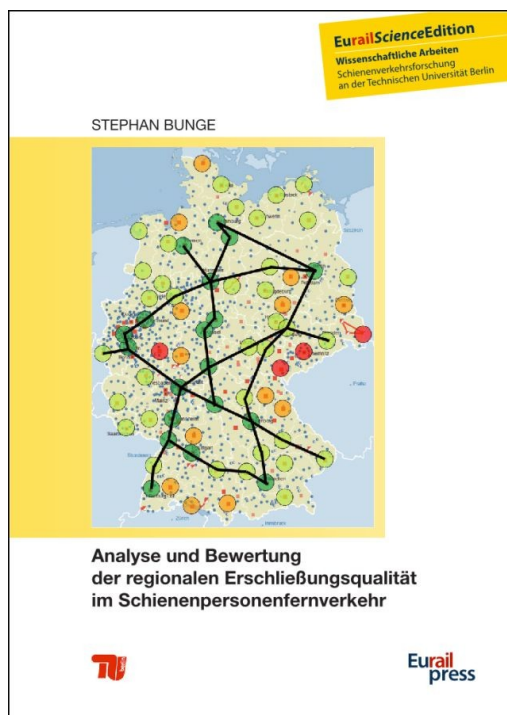 EurailScienceEdition
Wissenschaftliche Arbeiten
Schienenverkehrsforschung
an der Technischen Universität Berlin
STEPHAN BUNGE
Analyse und Bewertung
der regionalen Erschließungsqualität
im Schienenpersonenfernverkehr
Eurail
press